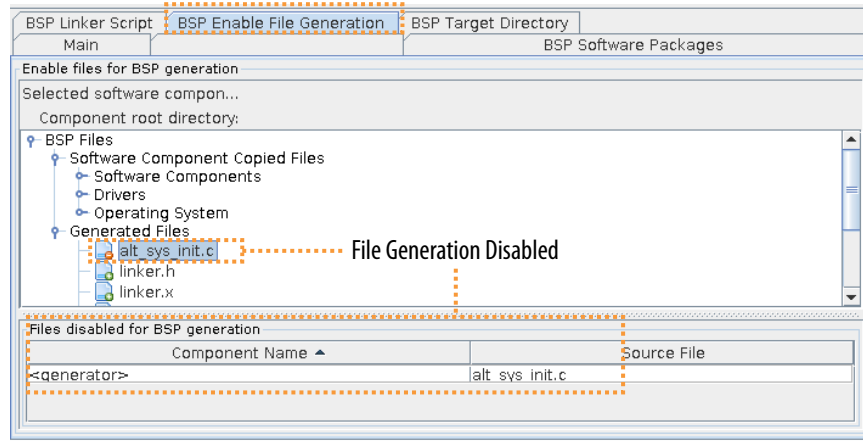 BSP Linker Script BSP Enable File Generation BSP Target Directory
Main BSP Software Packages
Enable files for BSP generation
Selected software compon...
Component root directory:
BSP Files
Software Component Copied Files
Software Components
Drivers
Operating System
Generated Files
alt_sys_init.c File Generation Disabled
linker.h
linker.x
Files disabled for BSP generation
Component Name Source File
<generator> alt_sys_init.c